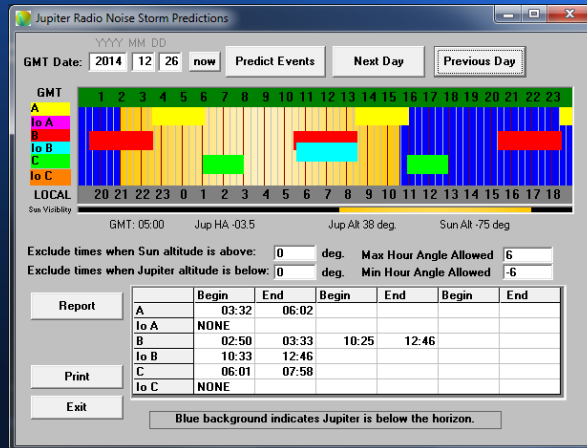 Jupiter Radio Noise Storm Predictions
YYYY MM DD
GMT Date: 2014 12 26 now Predict Events Next Day Previous Day
GMT 1 2 3 4 5 6 7 8 9 10 11 12 13 14 15 16 17 18 19 20 21 22 23
A
Io A
B
Io B
C
Io C
LOCAL 20 21 22 23 0 1 2 3 4 5 6 7 8 9 10 11 12 13 14 15 16 17 18
Sun Visiblity
GMT: 05:00 Jup HA -03.5 Jup Alt 38 deg. Sun Alt -75 deg
Exclude times when Sun altitude is above: 0 deg. Max Hour Angle Allowed 6
Exclude times when Jupiter altitude is below: 0 deg. Min Hour Angle Allowed -6
Report
Begin End Begin End Begin End
A 03:32 06:02
Io A NONE
B 02:50 03:33 10:25 12:46
Io B 10:33 12:46
C 06:01 07:58
Io C NONE
Print
Exit
Blue background indicates Jupiter is below the horizon.